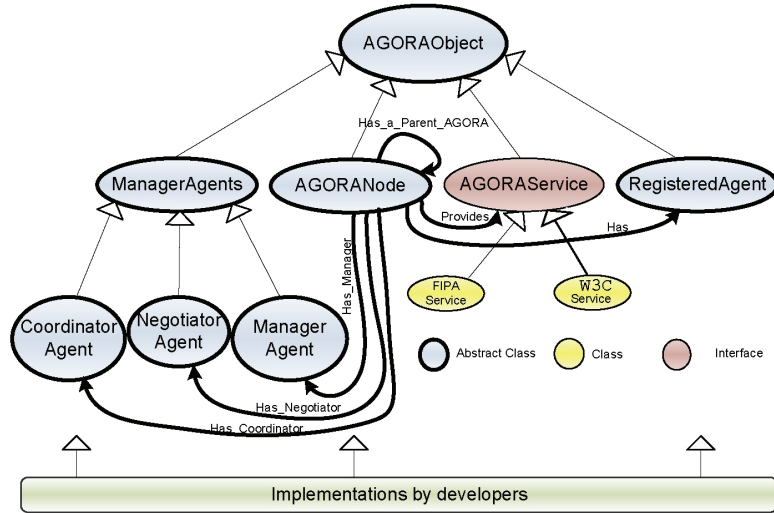 AGORAObject
Has_a_Parent_AGORA
ManagerAgents
AGORANode
AGORAService
RegisteredAgent
Provides
Has
Has_Manager
FIPA
Service
W3C
Service
Coordinator
Agent
Negotiator
Agent
Manager
Agent
Abstract Class
Class
Interface
Has_Negotiator
Has_Coordinator
Implementations by developers